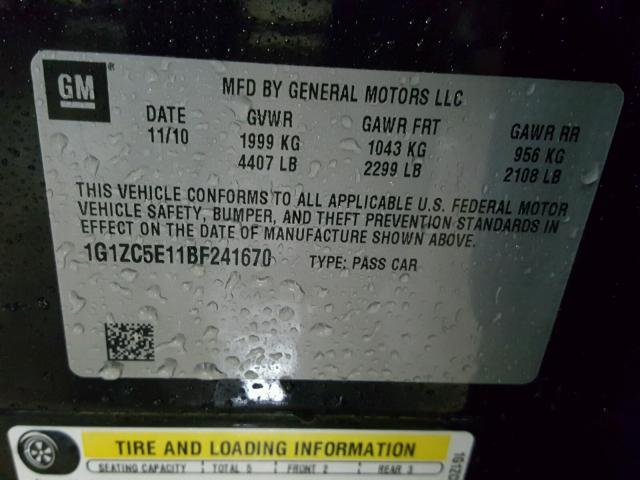 GM®
MFD BY GENERAL MOTORS LLC
DATE GVWR GAWR FRT GAWR RR
11/10 1999 KG 1043 KG 956 KG
4407 LB 2299 LB 2108 LB
THIS VEHICLE CONFORMS TO ALL APPLICABLE U.S. FEDERAL MOTOR
VEHICLE SAFETY, BUMPER, AND THEFT PREVENTION STANDARDS IN
EFFECT ON THE DATE OF MANUFACTURE SHOWN ABOVE.
1G1ZC5E11BF241670 TYPE: PASS CAR
TIRE AND LOADING INFORMATION
SEATING CAPACITY TOTAL 5 FRONT 2 REAR 3